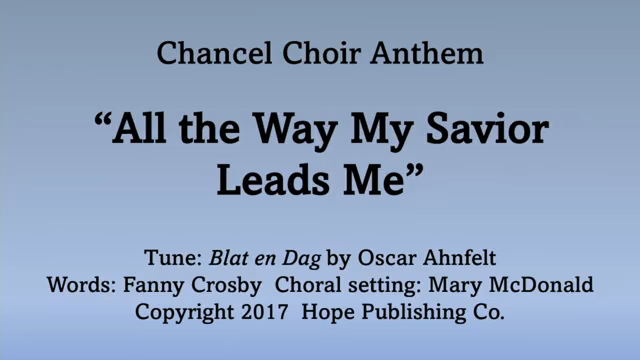 Chancel Choir Anthem
“All the Way My Savior
Leads Me”
Tune: Blat en Dag by Oscar Ahnfelt
Words: Fanny Crosby  Choral setting: Mary McDonald
Copyright 2017  Hope Publishing Co.